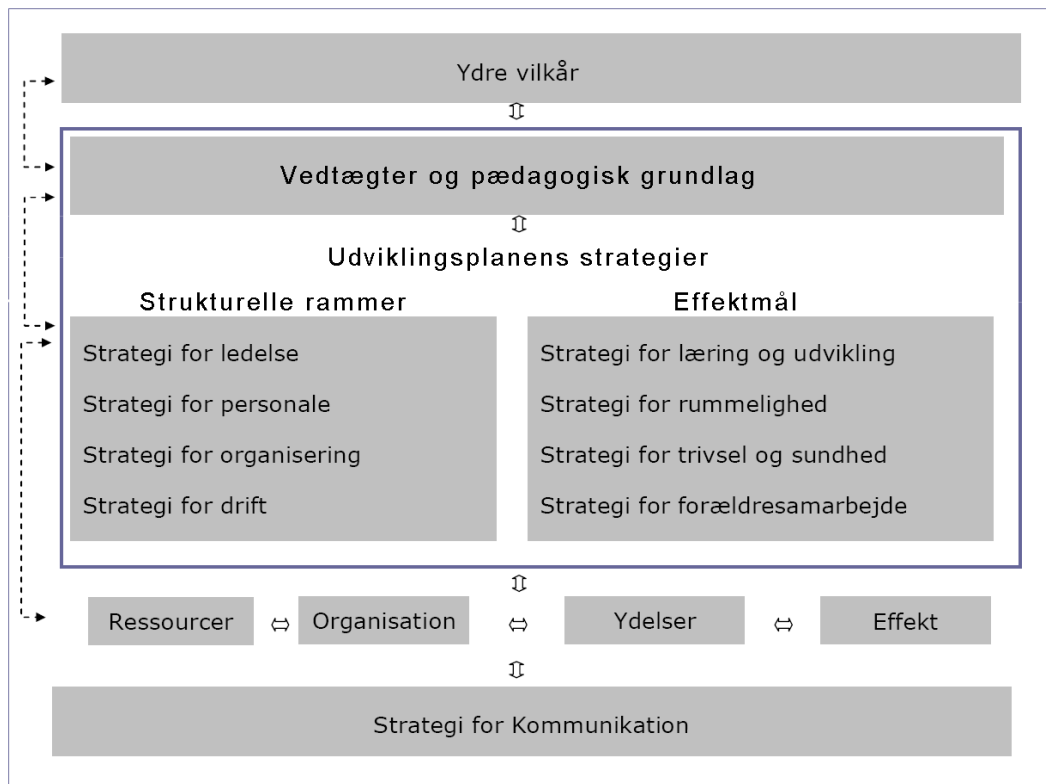 Ydre vilkår
Vedtægter og pædagogisk grundlag
Udviklingsplanens strategier
Strukturelle rammer
Strategi for ledelse
Strategi for personale
Strategi for organisering
Strategi for drift
Effektmål
Strategi for læring og udvikling
Strategi for rummelighed
Strategi for trivsel og sundhed
Strategi for forældresamarbejde
Ressourcer
Organisation
Ydelser
Effekt
Strategi for Kommunikation